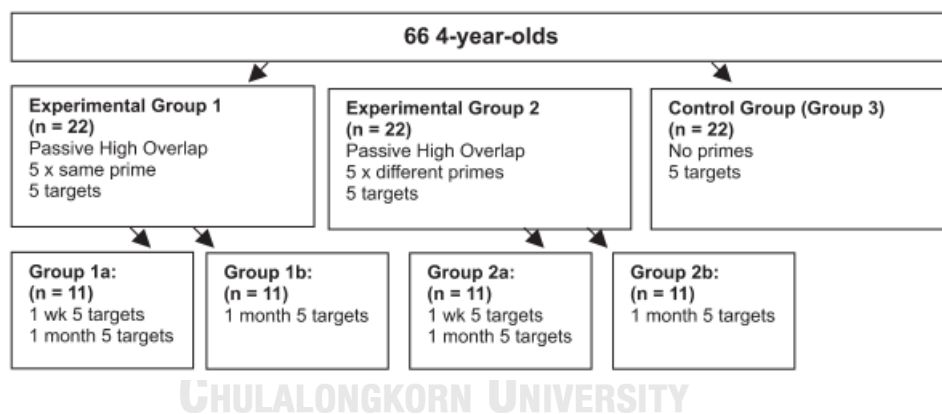 66 4-year-olds
Experimental Group 1
(n = 22)
Passive High Overlap
5 x same prime
5 targets
Experimental Group 2
(n = 22)
Passive High Overlap
5 x different primes
5 targets
Control Group (Group 3)
(n = 22)
No primes
5 targets
Group 1a:
(n = 11)
1 wk 5 targets
1 month 5 targets
Group 1b:
(n = 11)
1 month 5 targets
Group 2a:
(n = 11)
1 wk 5 targets
1 month 5 targets
Group 2b:
(n = 11)
1 month 5 targets
CHULALONGKORN UNIVERSITY